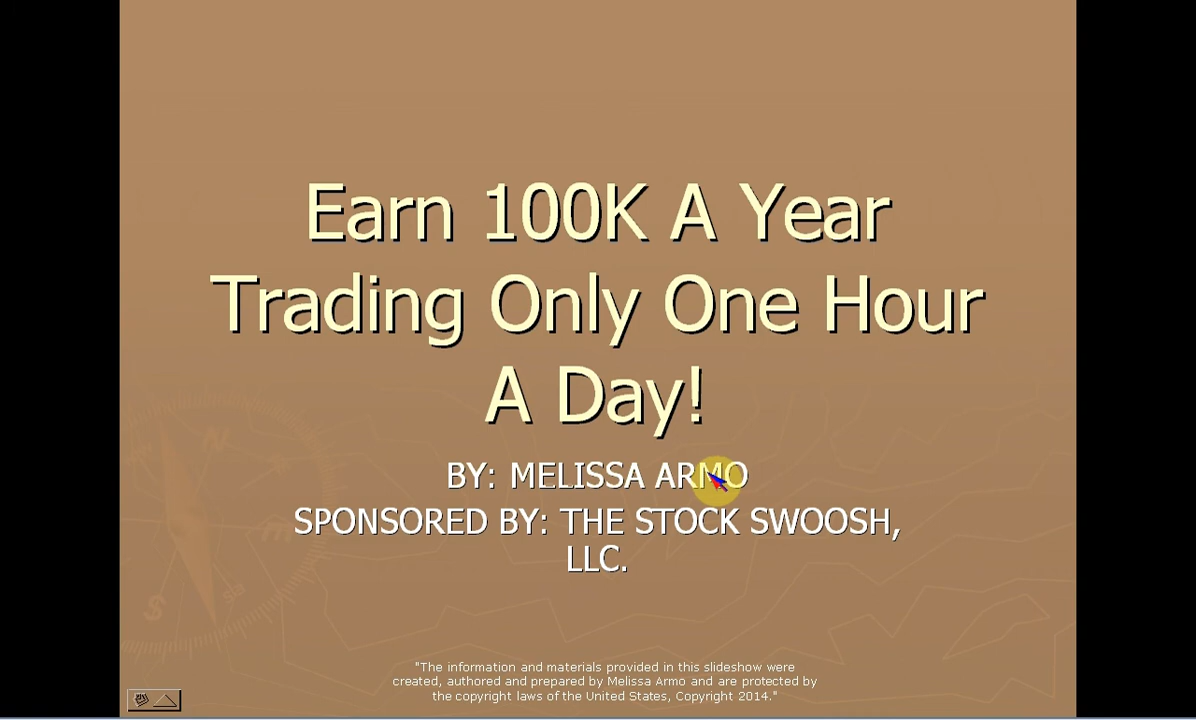 Earn 100K A Year
Trading Only One Hour
A Day!
BY: MELISSA ARMO
SPONSORED BY: THE STOCK SWOOSH,
LLC.
"The information and materials provided in this slideshow were
created, authored and prepared by Melissa Armo and are protected by
the copyright laws of the United States, Copyright 2014."